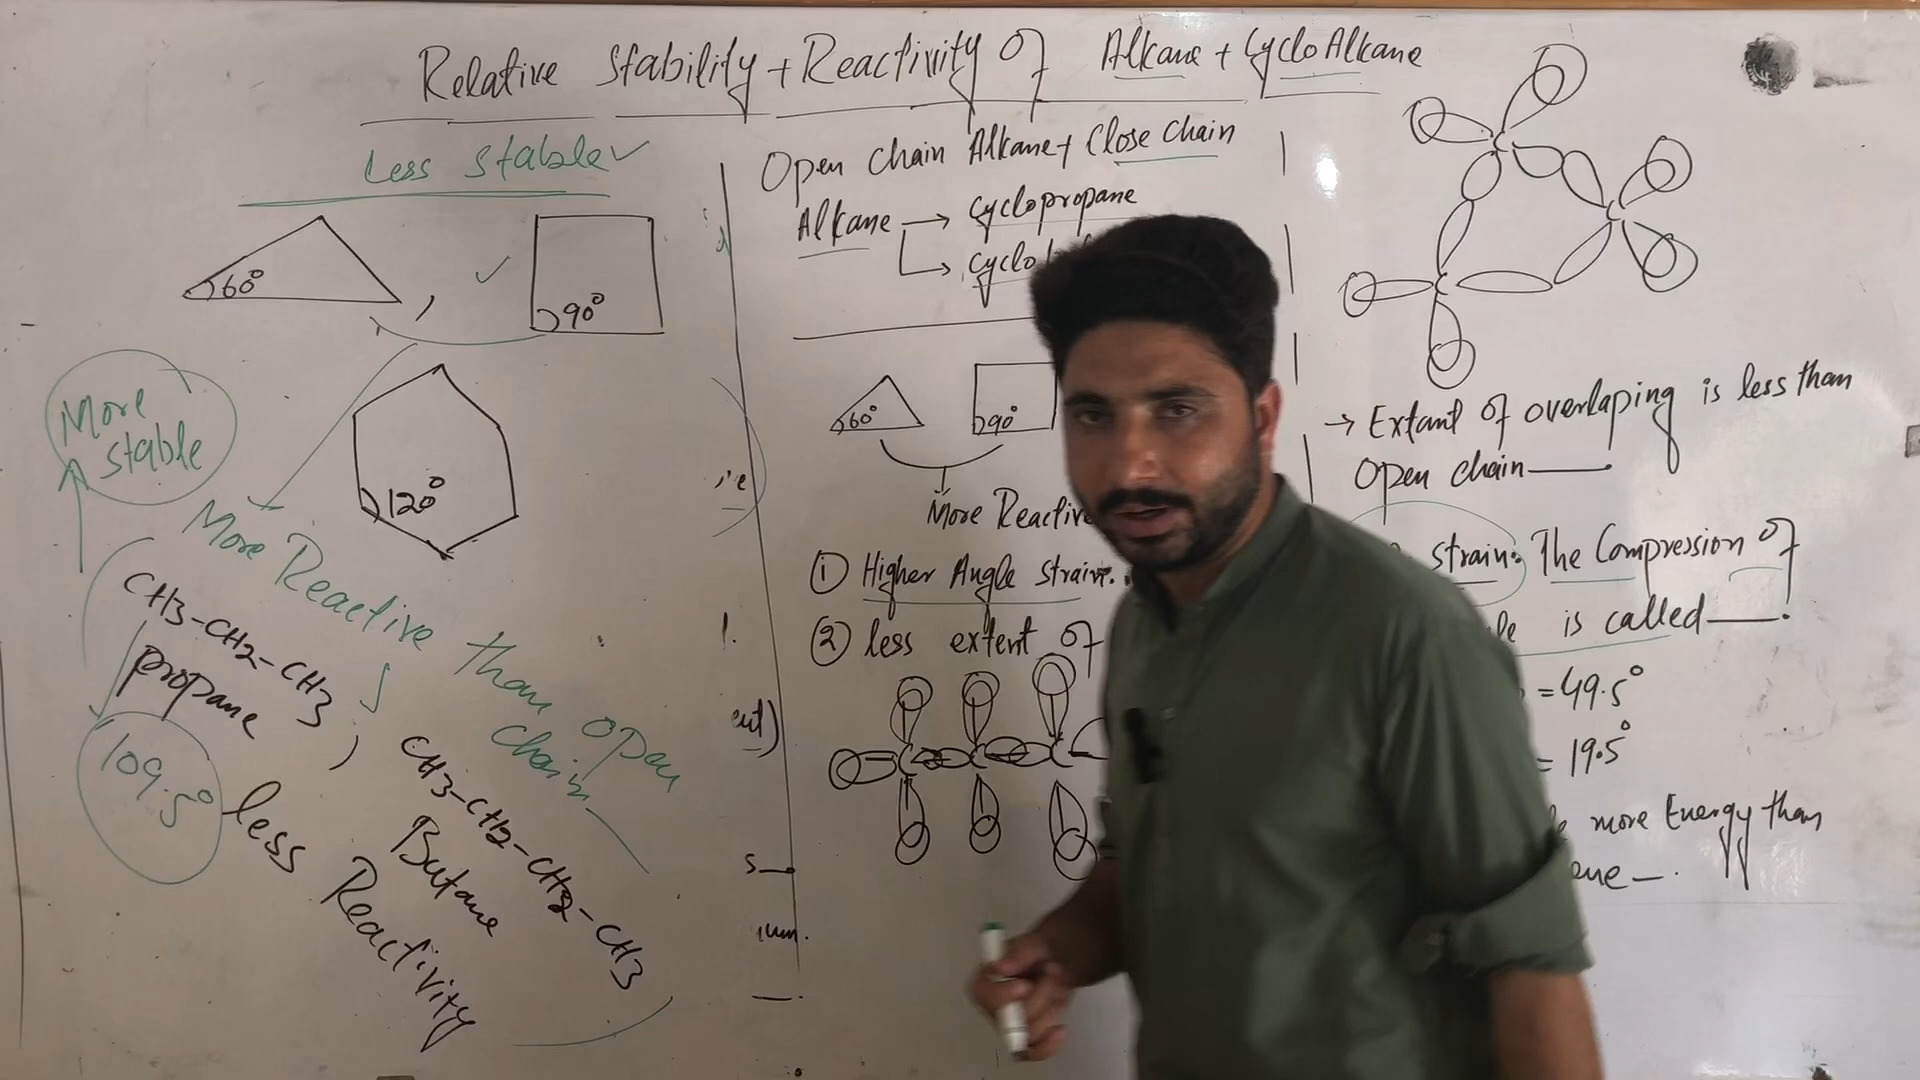 Relative Stability + Reactivity Of Alkane + CycloAlkane
Less Stable
60°
90°
120°
More
stable
More Reactive than open
chain
CH3-CH2-CH3
propane
109.5°
less
Reactivity
CH3-CH2-CH2-CH3
Butane
Open chain Alkane + Close chain
Alkane → cyclopropane
cyclo
60°
90°
More Reactive
① Higher Angle strain.
② less extent of
C C C
C C C
→ Extant of overlaping is less than
Open chain
strain: The Compression of
is called
= 49.5°
= 19.5°
more Energy than